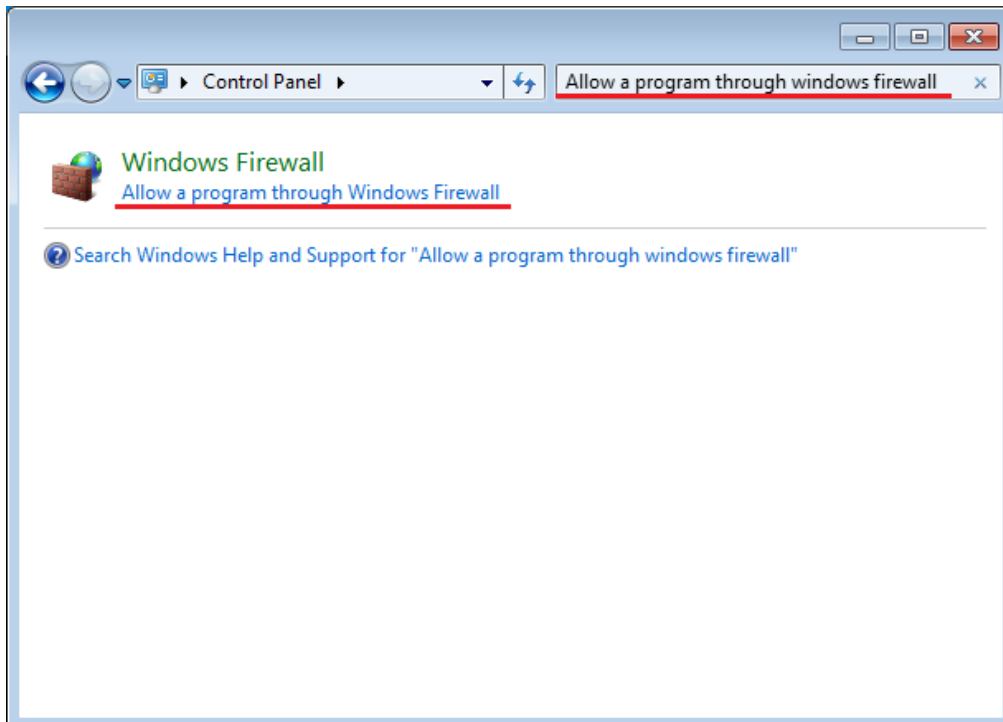 Control Panel
Allow a program through windows firewall
Windows Firewall
Allow a program through Windows Firewall
Search Windows Help and Support for "Allow a program through windows firewall"